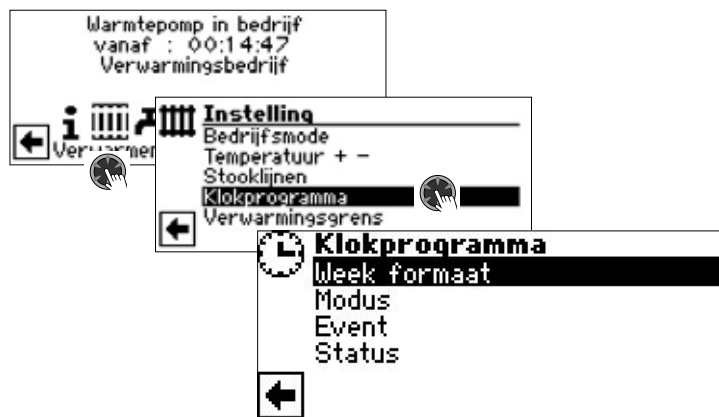 Warmtepomp in bedrijf
vanaf : 00:14:47
Verwarmingsbedrijf
Instelling
Bedrijfsmode
Temperatuur + -
Stooklijnen
Klokprogramma
Verwarmingsgrens
Klokprogramma
Week formaat
Modus
Event
Status